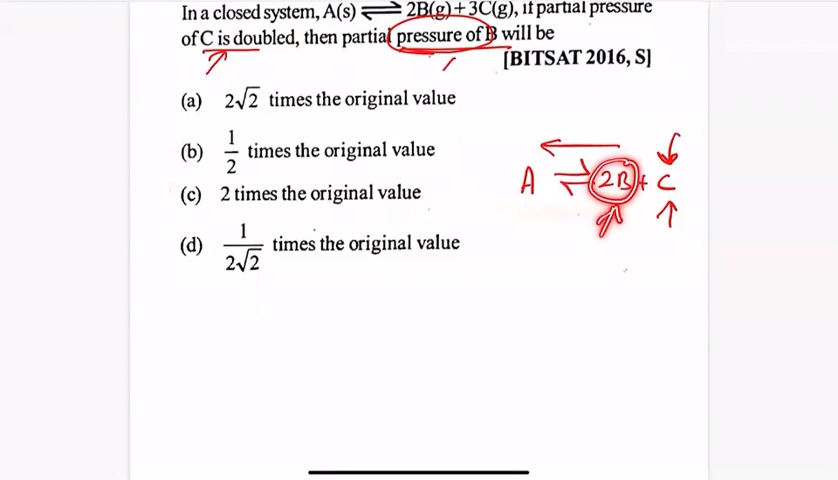 In a closed system, A(s) ⇌ 2B(g) + 3C(g), if partial pressure
of C is doubled, then partial pressure of B will be
[BITSAT 2016, S]
(a) 2√2 times the original value
(b) 1/2 times the original value
(c) 2 times the original value
(d) 1/(2√2) times the original value
A ⇌ 2B + C